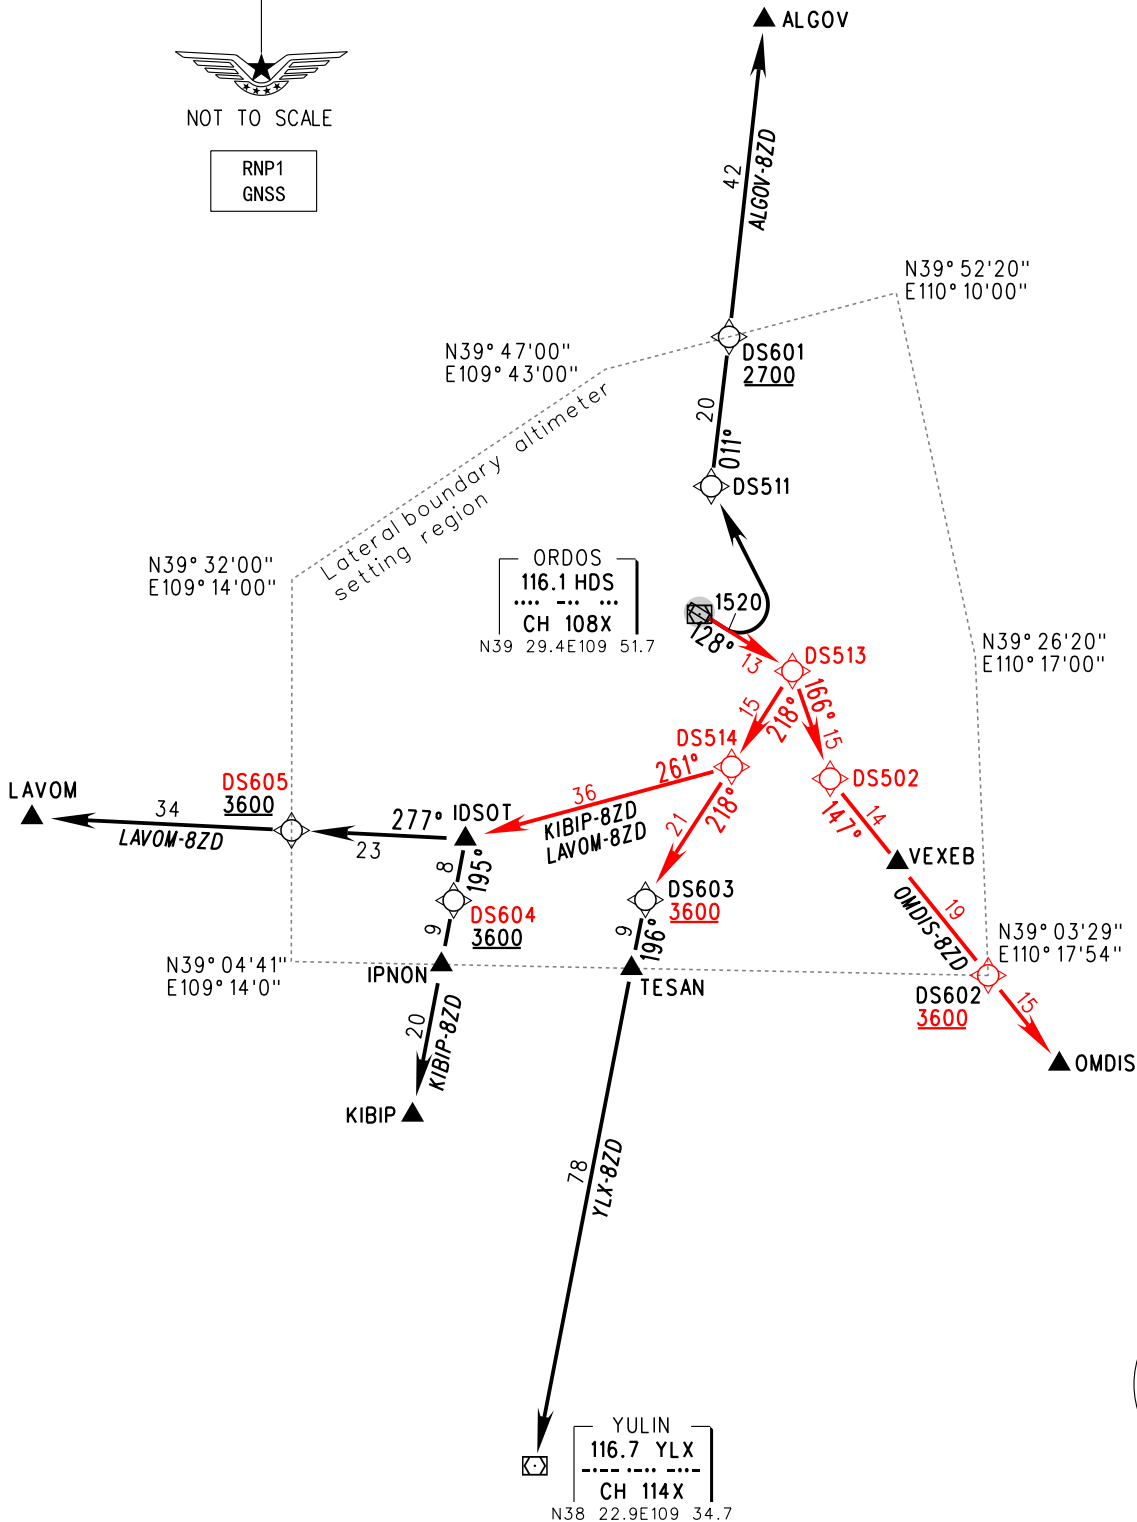 ALGOV
NOT TO SCALE
RNP1
GNSS
42
ALGOV-8ZD
N39° 52'20"
E110° 10'00"
N39° 47'00"
E109° 43'00"
DS601
2700
20
011°
Lateral boundary altimeter
setting region
DS511
N39° 32'00"
E109° 14'00"
ORDOS
116.1 HDS
CH 108X
N39 29.4E109 51.7
1520
128°
13
DS513
N39° 26'20"
E110° 17'00"
15
218°
166°
15
DS514
261°
DS502
36
KIBIP-8ZD
LAVOM-8ZD
21
218°
14
147°
LAVOM
DS605
3600
34
LAVOM-8ZD
277°
23
IDSOT
8
195°
VEXEB
DS603
3600
DS604
3600
OMDIS-8ZD
19
9
9
196°
N39° 03'29"
E110° 17'54"
N39° 04'41"
E109° 14'0"
IPNON
TESAN
DS602
3600
15
20
KIBIP-8ZD
OMDIS
KIBIP
78
YLX-8ZD
YULIN
116.7 YLX
CH 114X
N38 22.9E109 34.7